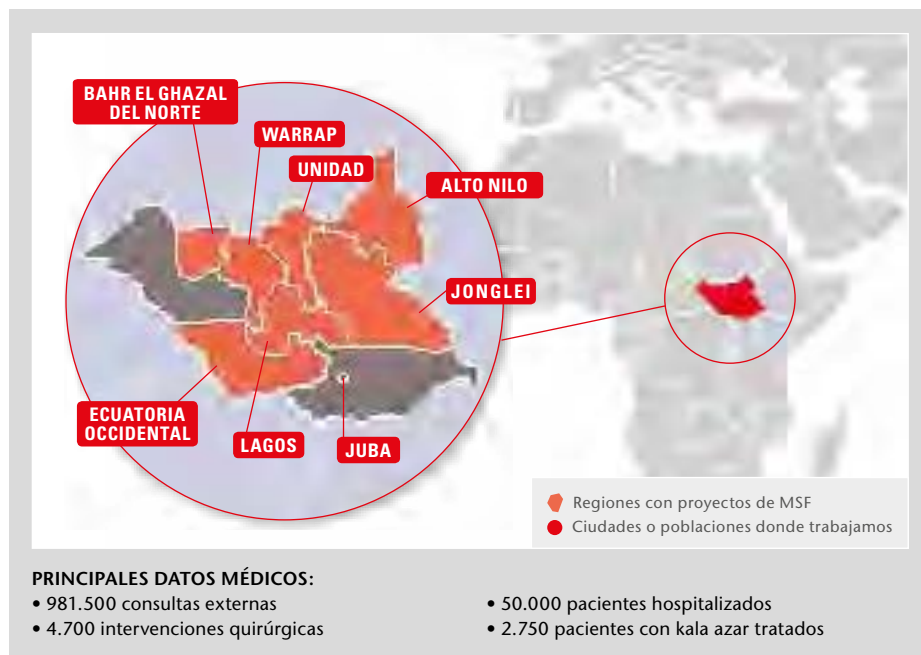 BAHR EL GHAZAL
DEL NORTE
WARRAP
UNIDAD
ALTO NILO
JONGLEI
ECUATORIA
OCCIDENTAL
LAGOS
JUBA
Regiones con proyectos de MSF
Ciudades o poblaciones donde trabajamos
PRINCIPALES DATOS MÉDICOS:
• 981.500 consultas externas
• 4.700 intervenciones quirúrgicas
• 50.000 pacientes hospitalizados
• 2.750 pacientes con kala azar tratados